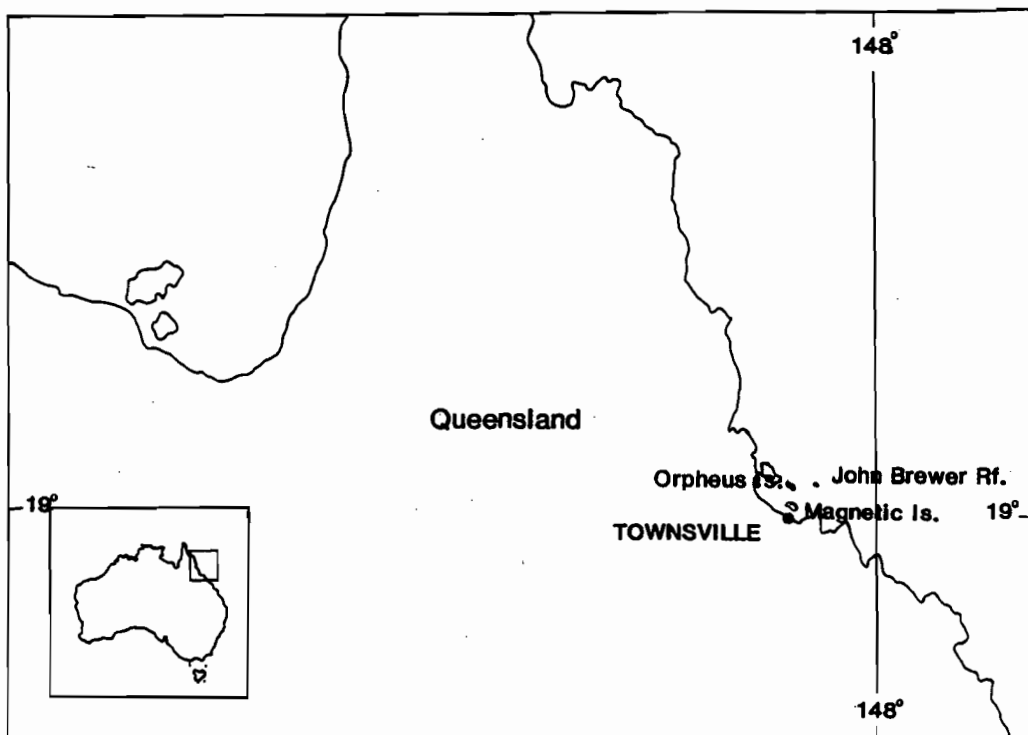 148°
Queensland
Orpheus Is.
John Brewer Rf.
19°
Magnetic Is.
19°
TOWNSVILLE
148°